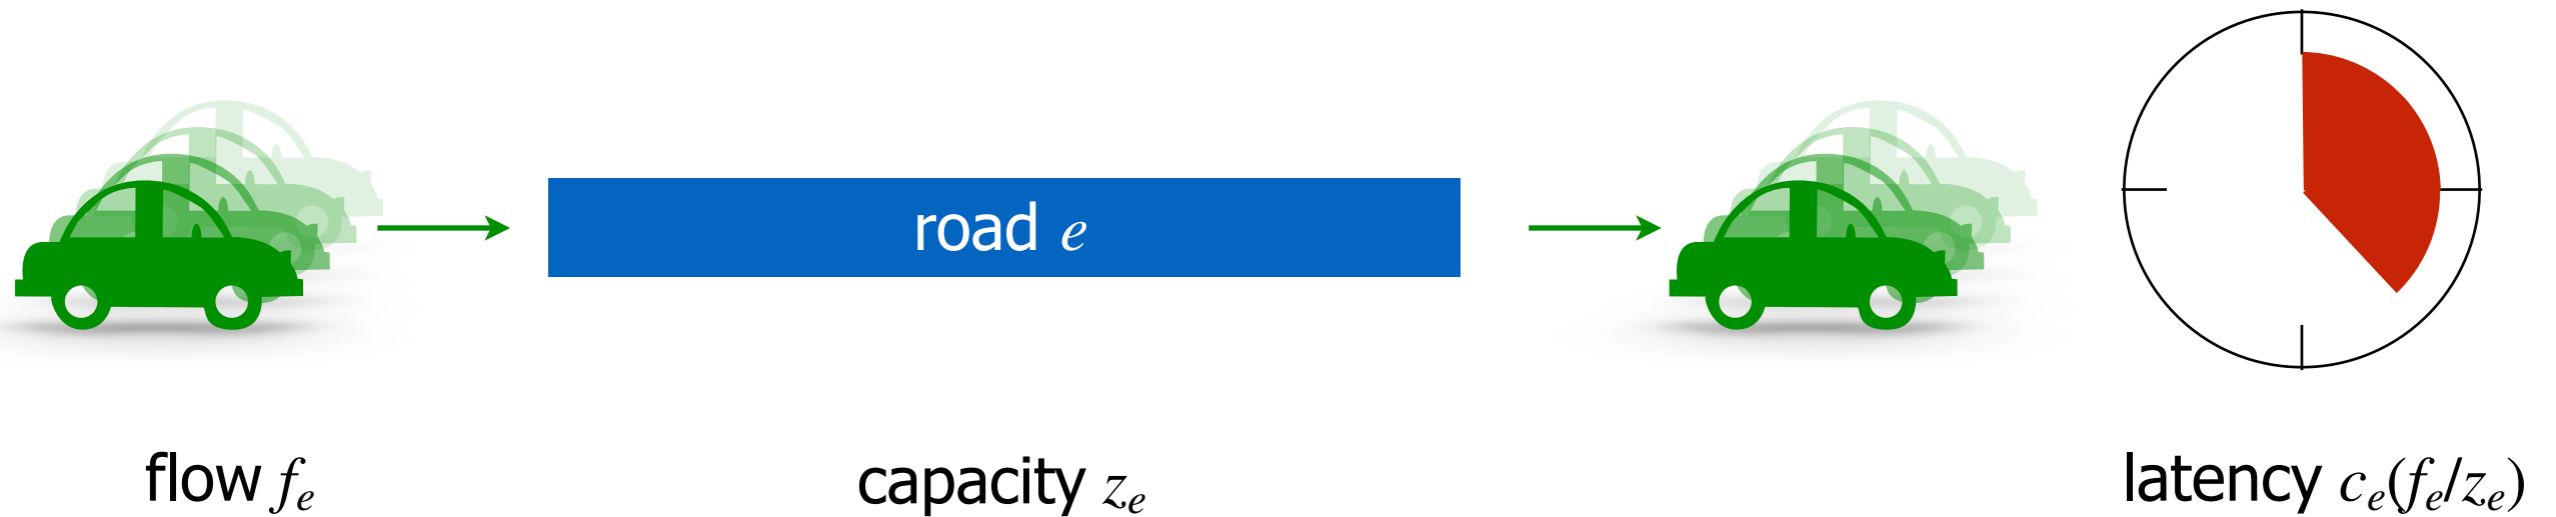 road e
flow fₑ
capacity zₑ
latency cₑ(fₑ/zₑ)